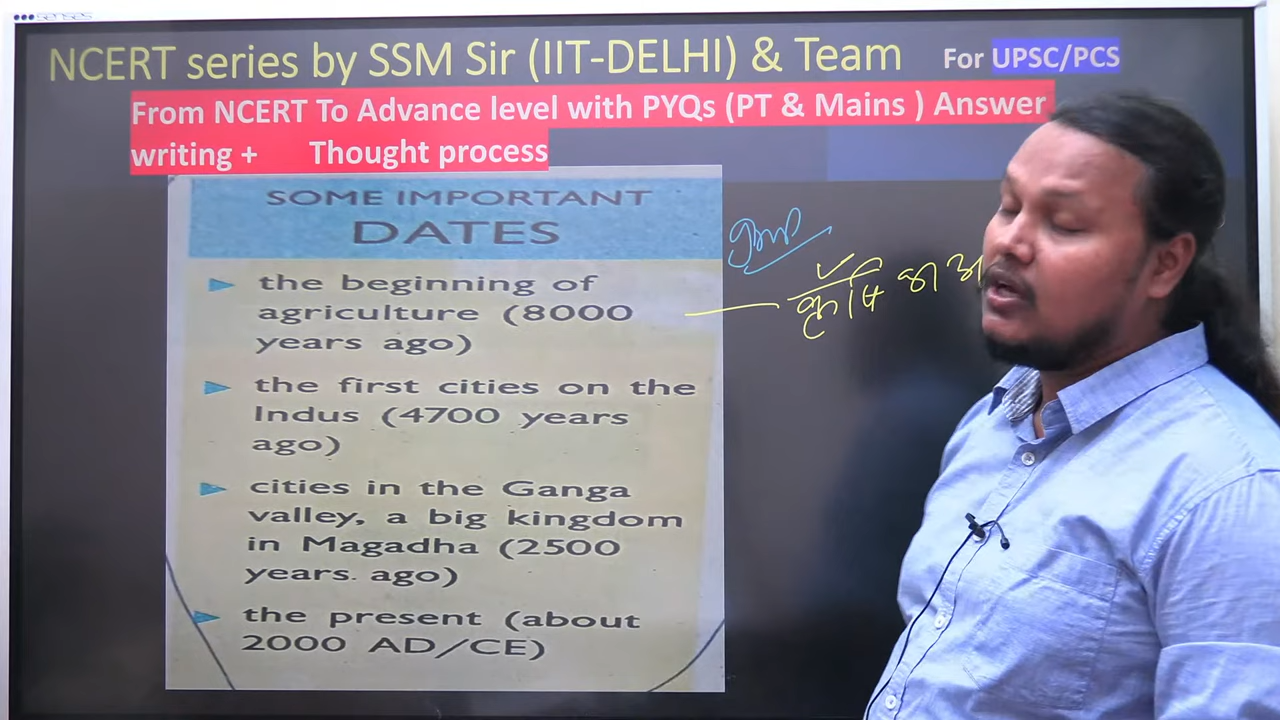 NCERT series by SSM Sir (IIT-DELHI) & Team For UPSC/PCS
From NCERT To Advance level with PYQs (PT & Mains ) Answer
writing + Thought process
SOME IMPORTANT
DATES
the beginning of
agriculture (8000
years ago)
the first cities on the
Indus (4700 years
ago)
cities in the Ganga
valley, a big kingdom
in Magadha (2500
years. ago)
the present (about
2000 AD/CE)
कृषि का